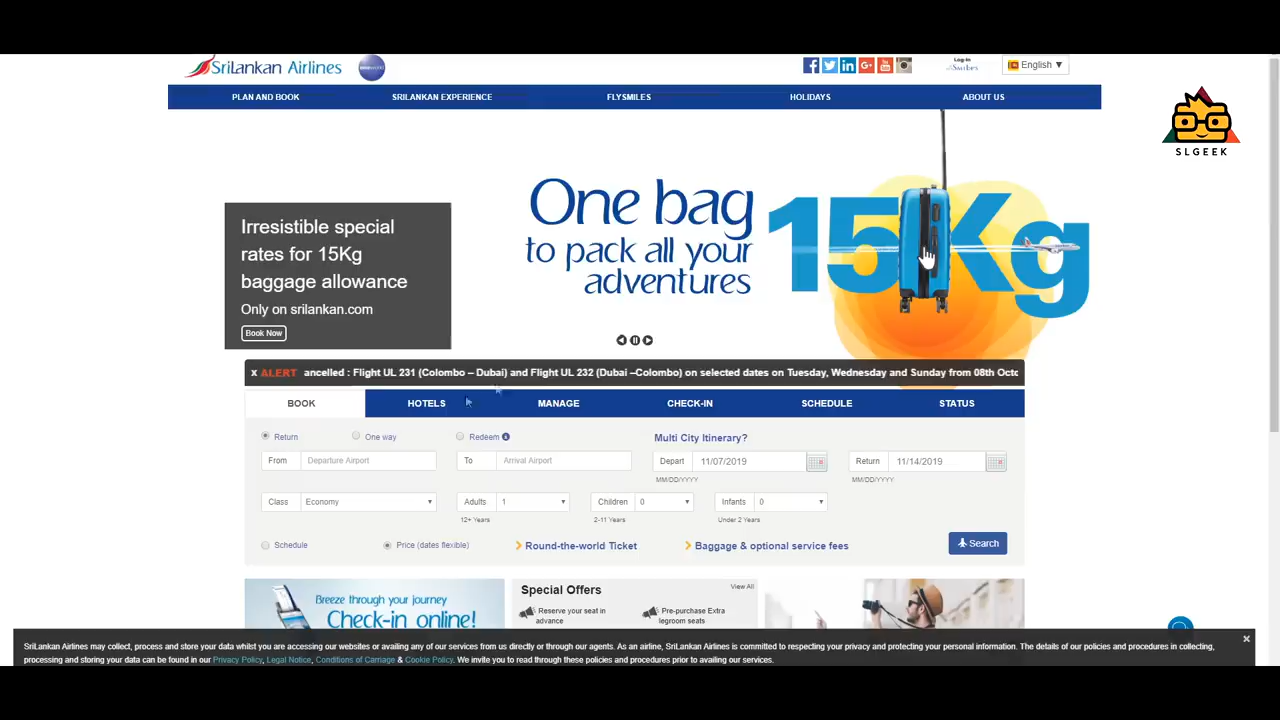 SriLankan Airlines
Log in
English ▼
PLAN AND BOOK SRILANKAN EXPERIENCE FLYSMILES HOLIDAYS ABOUT US
SLGEEK
One bag
to pack all your
adventures
15Kg
Irresistible special
rates for 15Kg
baggage allowance
Only on srilankan.com
Book Now
x ALERT ancelled : Flight UL 231 (Colombo – Dubai) and Flight UL 232 (Dubai –Colombo) on selected dates on Tuesday, Wednesday and Sunday from 08th Octo
BOOK HOTELS MANAGE CHECK-IN SCHEDULE STATUS
Return One way Redeem Multi City Itinerary?
From Departure Airport To Arrival Airport Depart 11/07/2019 Return 11/14/2019
MM/DD/YYYY MM/DD/YYYY
Class Economy Adults 1 Children 0 Infants 0
12+ Years 2-11 Years Under 2 Years
Schedule Price (dates flexible) Round-the-world Ticket Baggage & optional service fees Search
Breeze through your journey
Check-in online!
Special Offers View All
Reserve your seat in
advance
Pre-purchase Extra
legroom seats
SriLankan Airlines may collect, process and store your data whilst you are accessing our websites or availing any of our services from us directly or through our agents. As an airline, SriLankan Airlines is committed to respecting your privacy and protecting your personal information. The details of our policies and procedures in collecting,
processing and storing your data can be found in our Privacy Policy, Legal Notice, Conditions of Carriage & Cookie Policy. We invite you to read through these policies and procedures prior to availing our services.